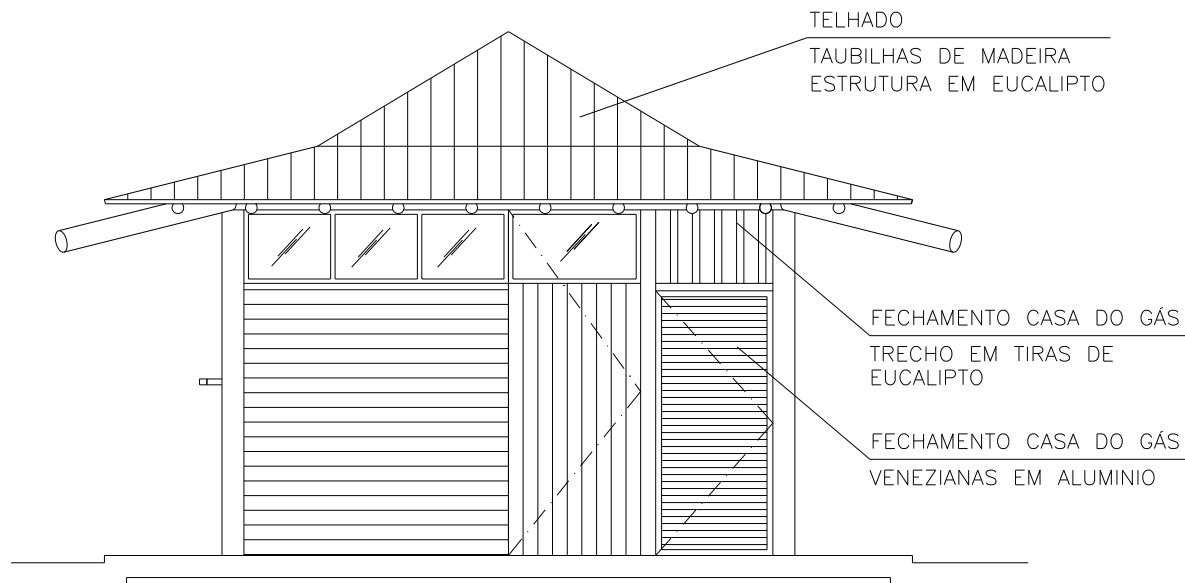 TELHADO
TAUBILHAS DE MADEIRA
ESTRUTURA EM EUCALIPTO
FECHAMENTO CASA DO GÁS
TRECHO EM TIRAS DE
EUCALIPTO
FECHAMENTO CASA DO GÁS
VENEZIANAS EM ALUMINIO